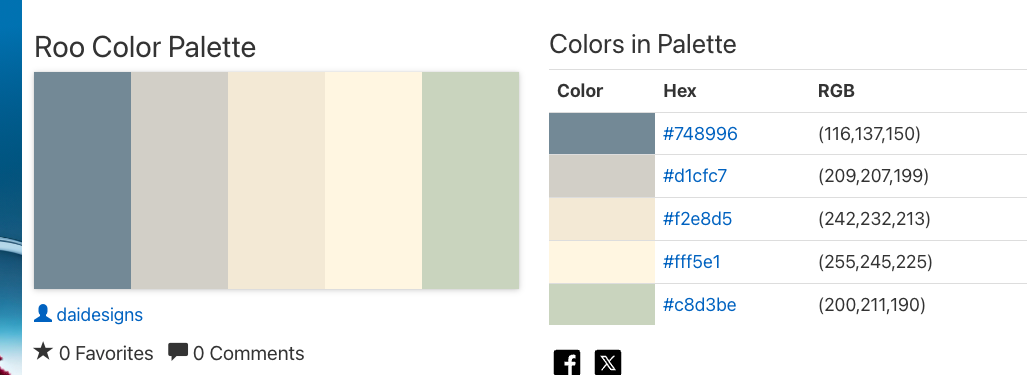 Roo Color Palette
daidesigns
0 Favorites 0 Comments
Colors in Palette
Color Hex RGB
#748996 (116,137,150)
#d1cfc7 (209,207,199)
#f2e8d5 (242,232,213)
#fff5e1 (255,245,225)
#c8d3be (200,211,190)